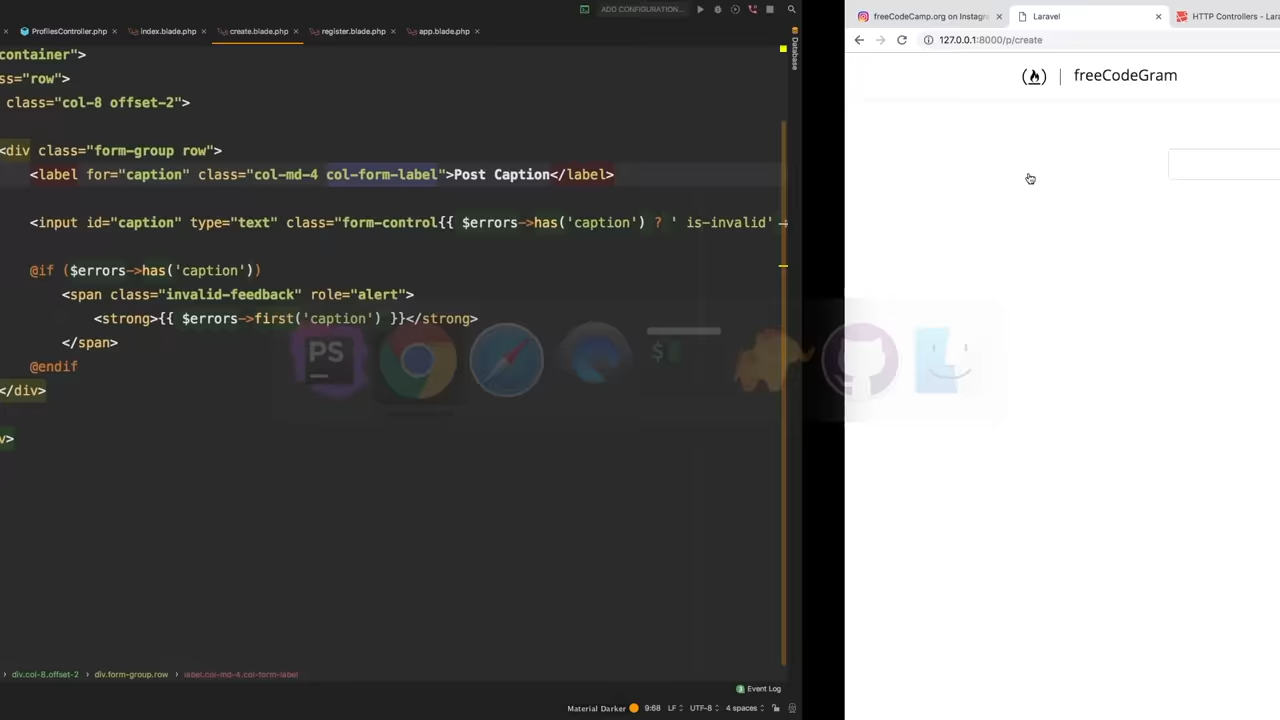 ADD CONFIGURATION...
ProfilesController.php
index.blade.php
create.blade.php
register.blade.php
app.blade.php
container">
ss="row">
class="col-8 offset-2">
<div class="form-group row">
<label for="caption" class="col-md-4 col-form-label">Post Caption</label>
<input id="caption" type="text" class="form-control{{ $errors->has('caption') ? ' is-invalid'
@if ($errors->has('caption'))
<span class="invalid-feedback" role="alert">
<strong>{{ $errors->first('caption') }}</strong>
</span>
@endif
</div>
v>
div.col-8.offset-2 › div.form-group.row › label.col-md-4.col-form-label
Event Log
Material Darker 9:68 LF UTF-8 4 spaces
Database
PS
$
freeCodeCamp.org on Instagr
Laravel
HTTP Controllers - Lar
127.0.0.1:8000/p/create
freeCodeGram